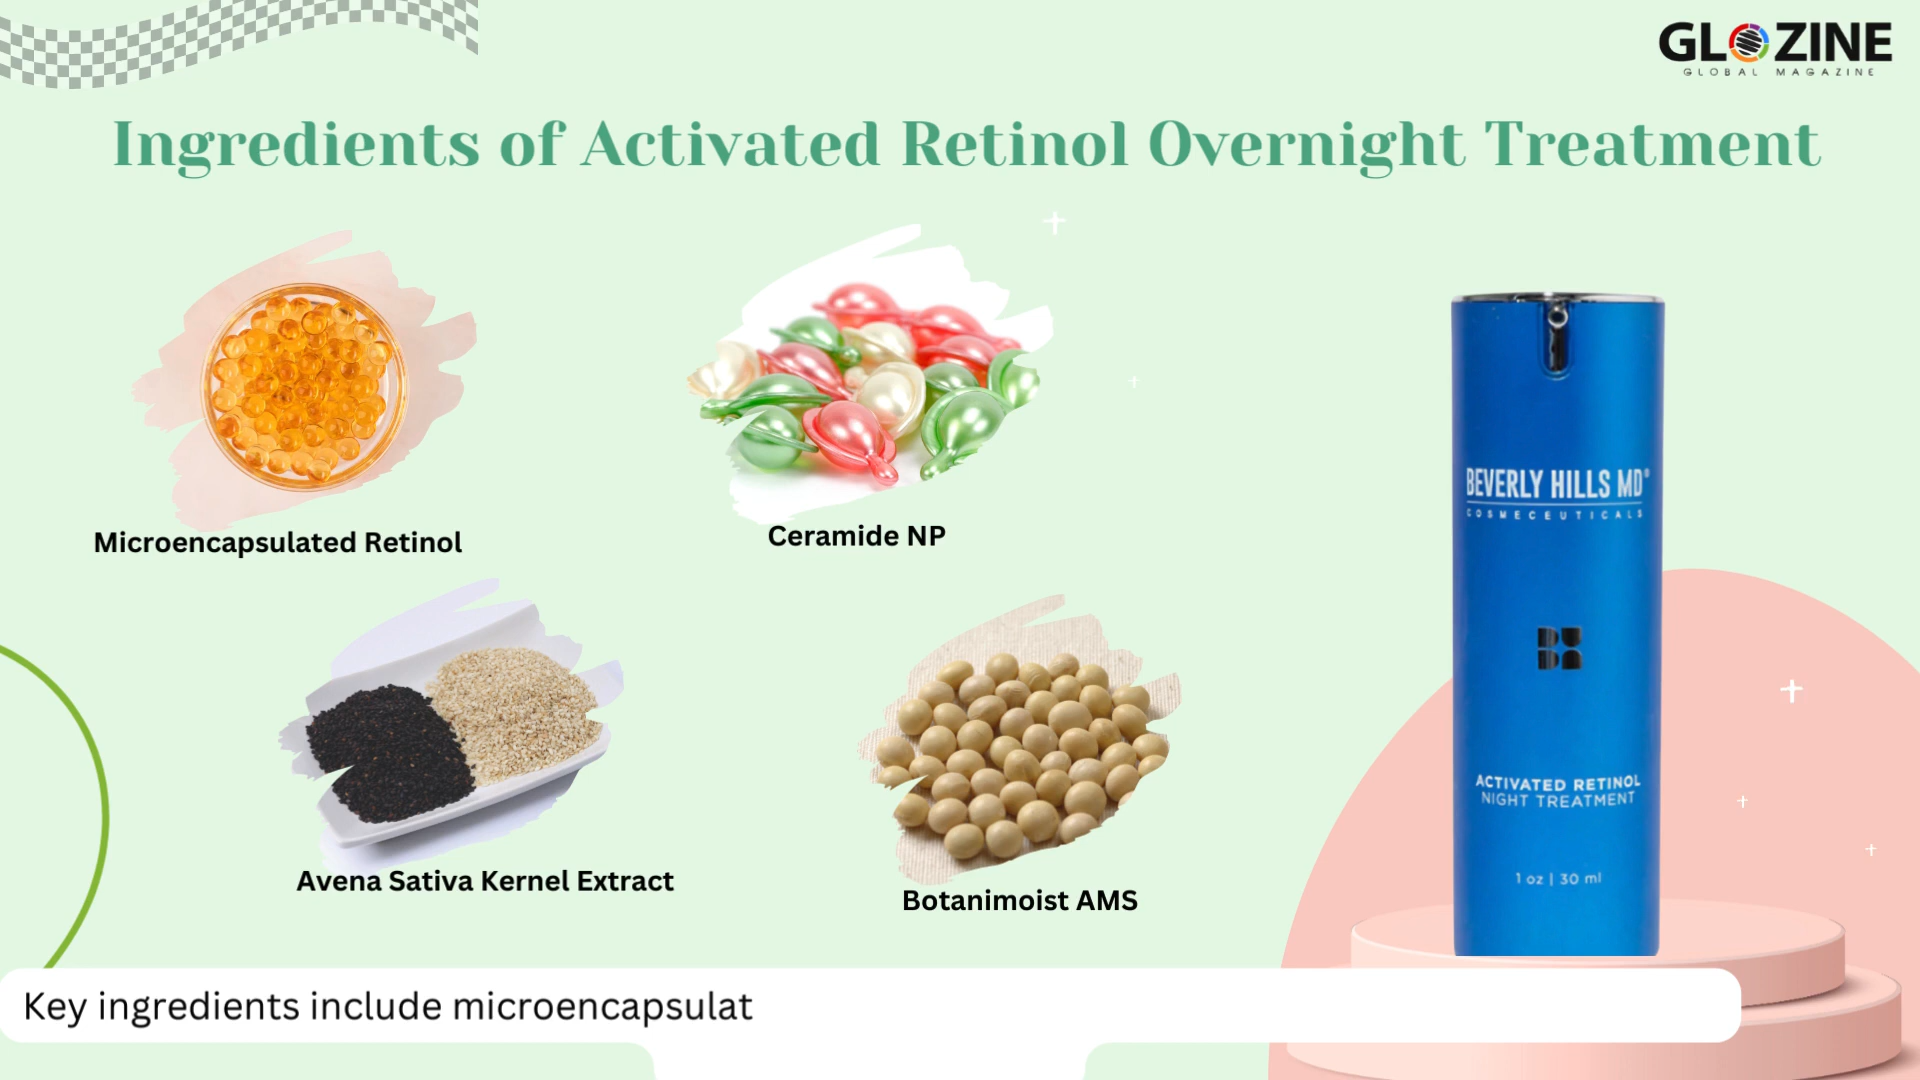 GLOZINE
GLOBAL MAGAZINE
Ingredients of Activated Retinol Overnight Treatment
Microencapsulated Retinol
Ceramide NP
BEVERLY HILLS MD®
COSMECEUTICALS
ACTIVATED RETINOL
NIGHT TREATMENT
1 oz | 30 ml
Avena Sativa Kernel Extract
Botanimoist AMS
Key ingredients include microencapsulat